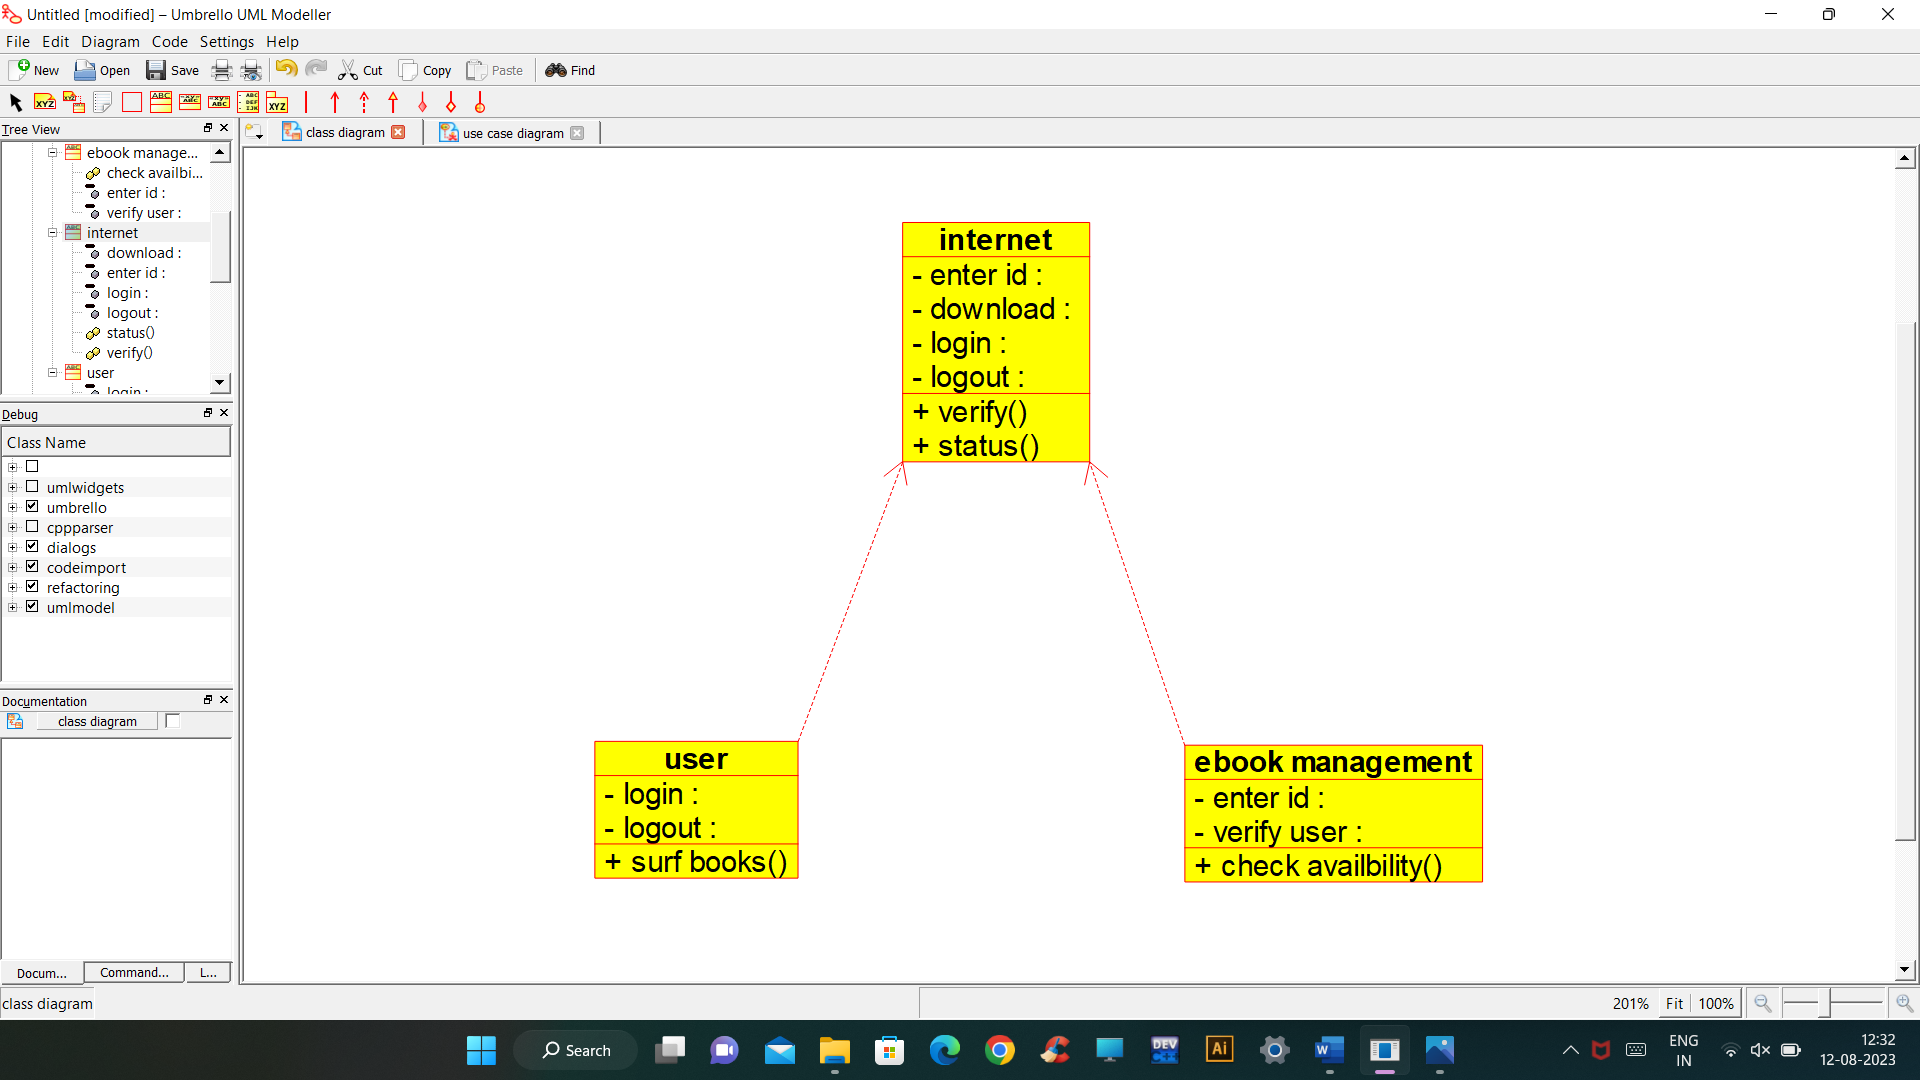 Untitled [modified] – Umbrello UML Modeller
File Edit Diagram Code Settings Help
New Open Save Cut Copy Paste Find
Tree View
class diagram
use case diagram
ebook manage...
check availbi...
enter id :
verify user :
internet
download :
enter id :
login :
logout :
status()
verify()
user
login :
Debug
Class Name
umlwidgets
umbrello
cppparser
dialogs
codeimport
refactoring
umlmodel
Documentation
class diagram
Docum... Command... L...
internet
- enter id :
- download :
- login :
- logout :
+ verify()
+ status()
user
- login :
- logout :
+ surf books()
ebook management
- enter id :
- verify user :
+ check availbility()
class diagram
201% Fit 100%
Search
DEV C++
Ai
ENG
IN
12:32
12-08-2023